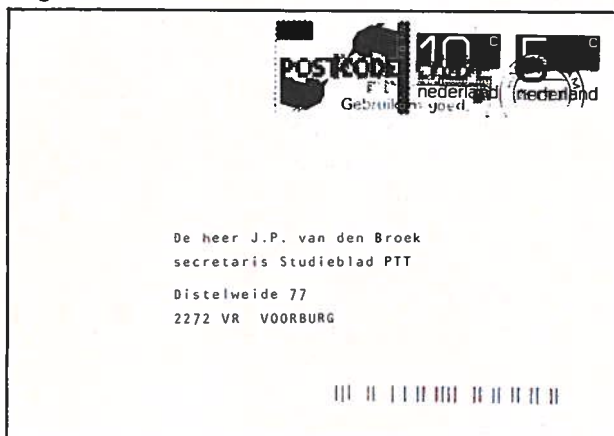 POSTCODE
Gebruik m goed.
10 c
nederland
5 c
nederland
De heer J.P. van den Broek
secretaris Studieblad PTT
Distelweide 77
2272 VR VOORBURG